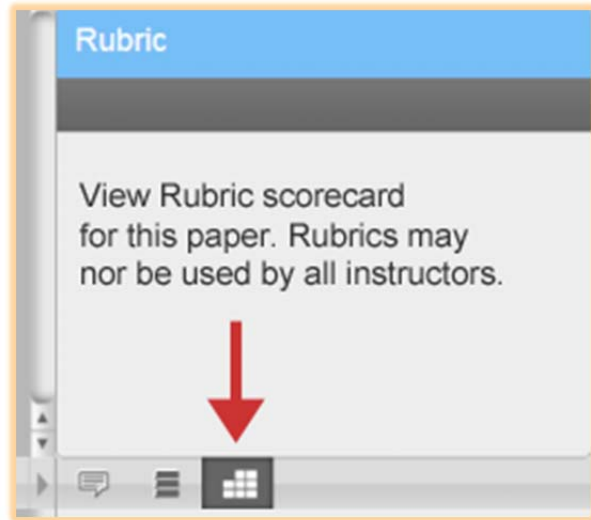 Rubric
View Rubric scorecard
for this paper. Rubrics may
nor be used by all instructors.